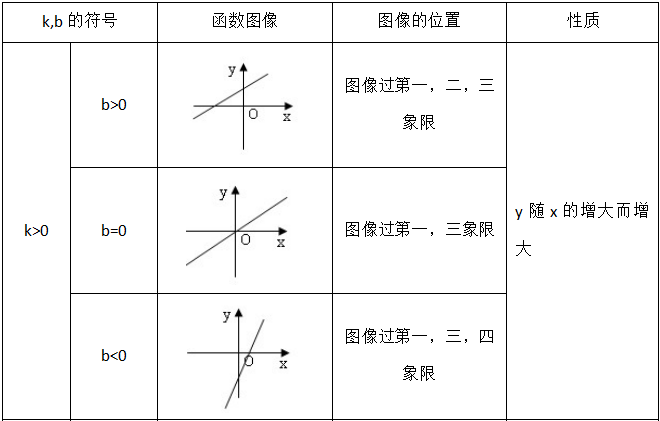 k,b 的符号
函数图像
图像的位置
性质
k>0
b>0
y
O
x
图像过第一，二，三
象限
y 随 x 的增大而增
大
b=0
y
O
x
图像过第一，三象限
b<0
y
O
x
图像过第一，三，四
象限